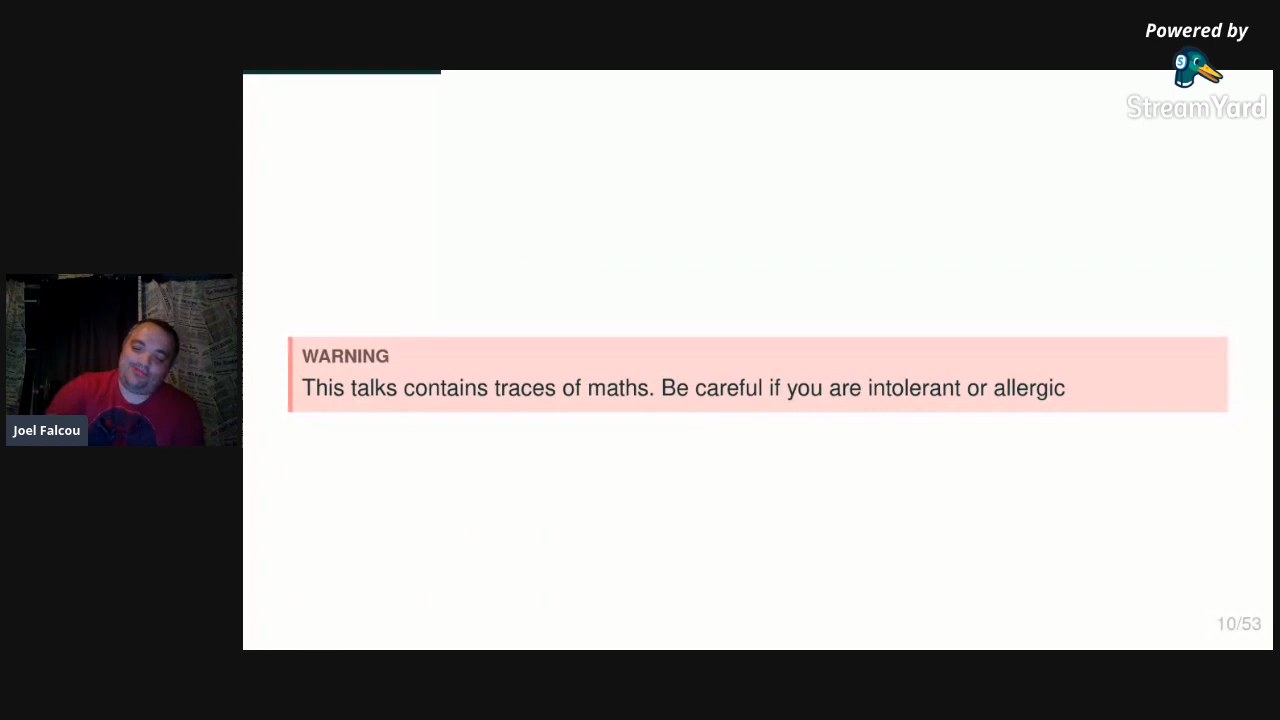 Powered by
StreamYard
WARNING
This talks contains traces of maths. Be careful if you are intolerant or allergic
Joel Falcou
10/53